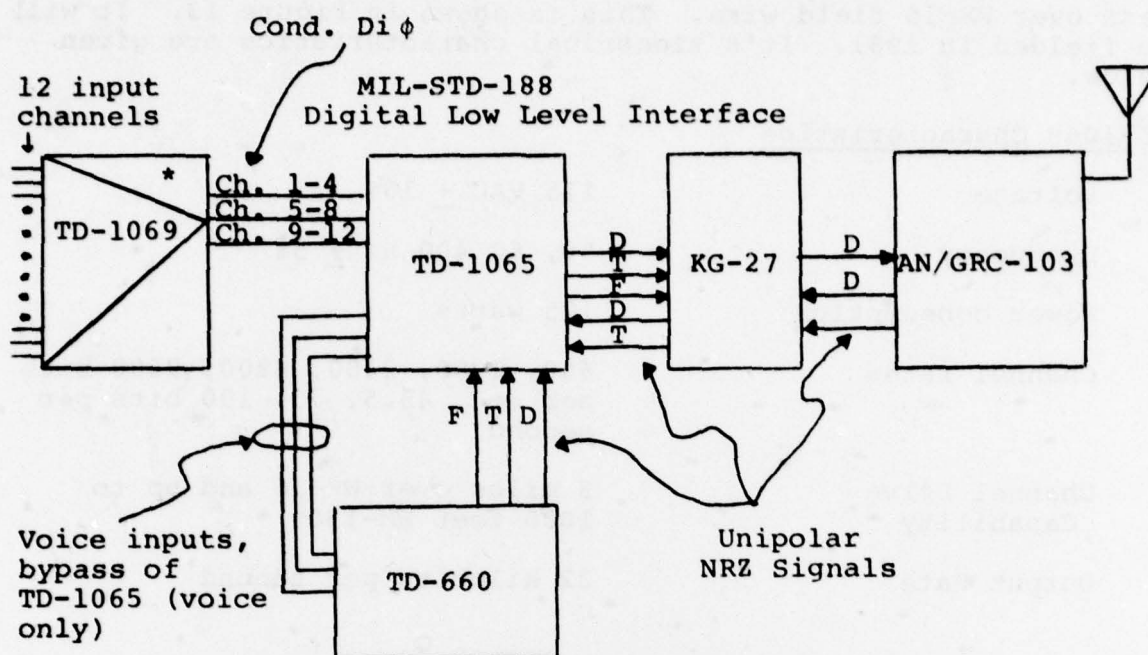 Cond. Di ϕ
12 input
channels
MIL-STD-188
Digital Low Level Interface
*
TD-1069
Ch. 1-4
Ch. 5-8
Ch. 9-12
TD-1065
D
T
F
D
T
KG-27
D
D
AN/GRC-103
F T D
Voice inputs,
bypass of
TD-1065 (voice
only)
TD-660
Unipolar
NRZ Signals